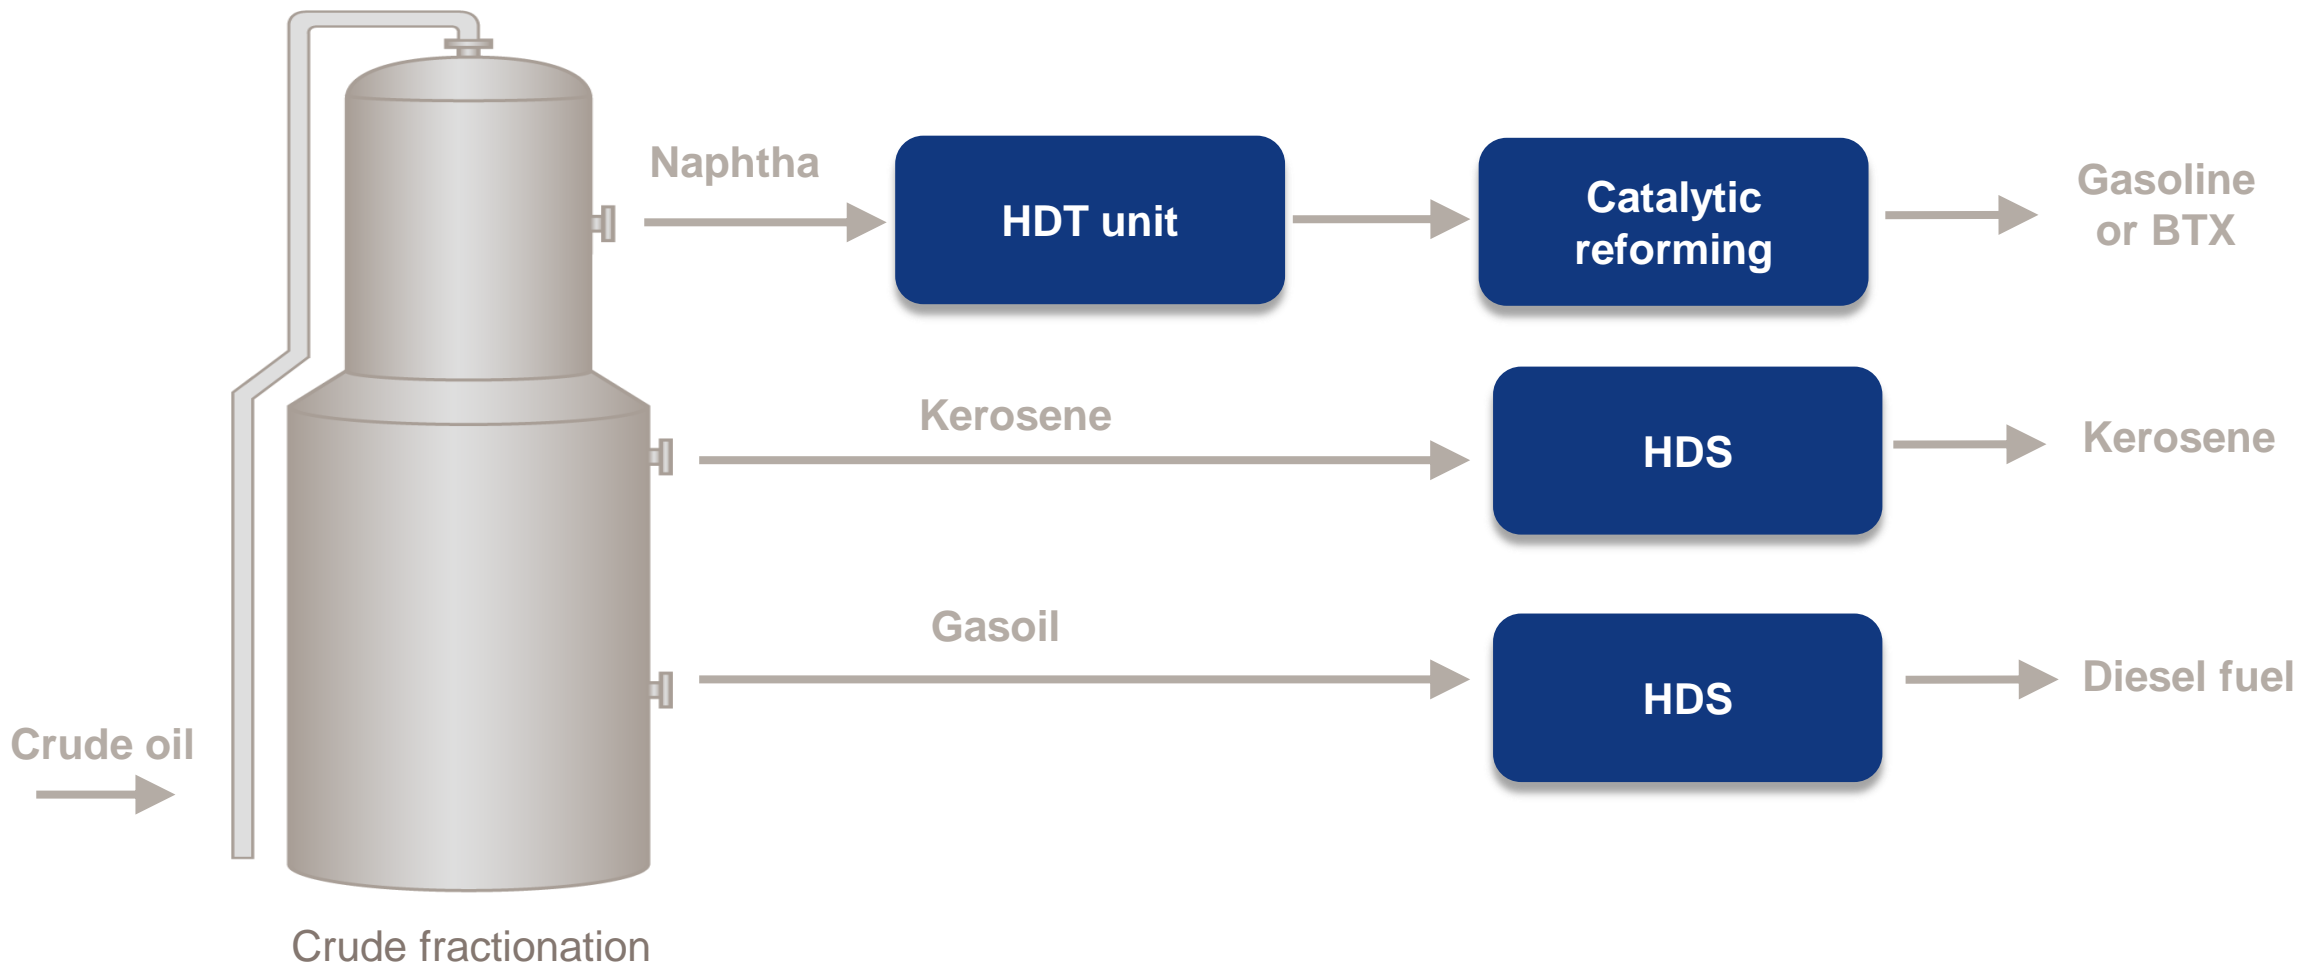 Naphtha
HDT unit
Catalytic
reforming
Gasoline
or BTX
Kerosene
HDS
Kerosene
Gasoil
HDS
Diesel fuel
Crude oil
Crude fractionation